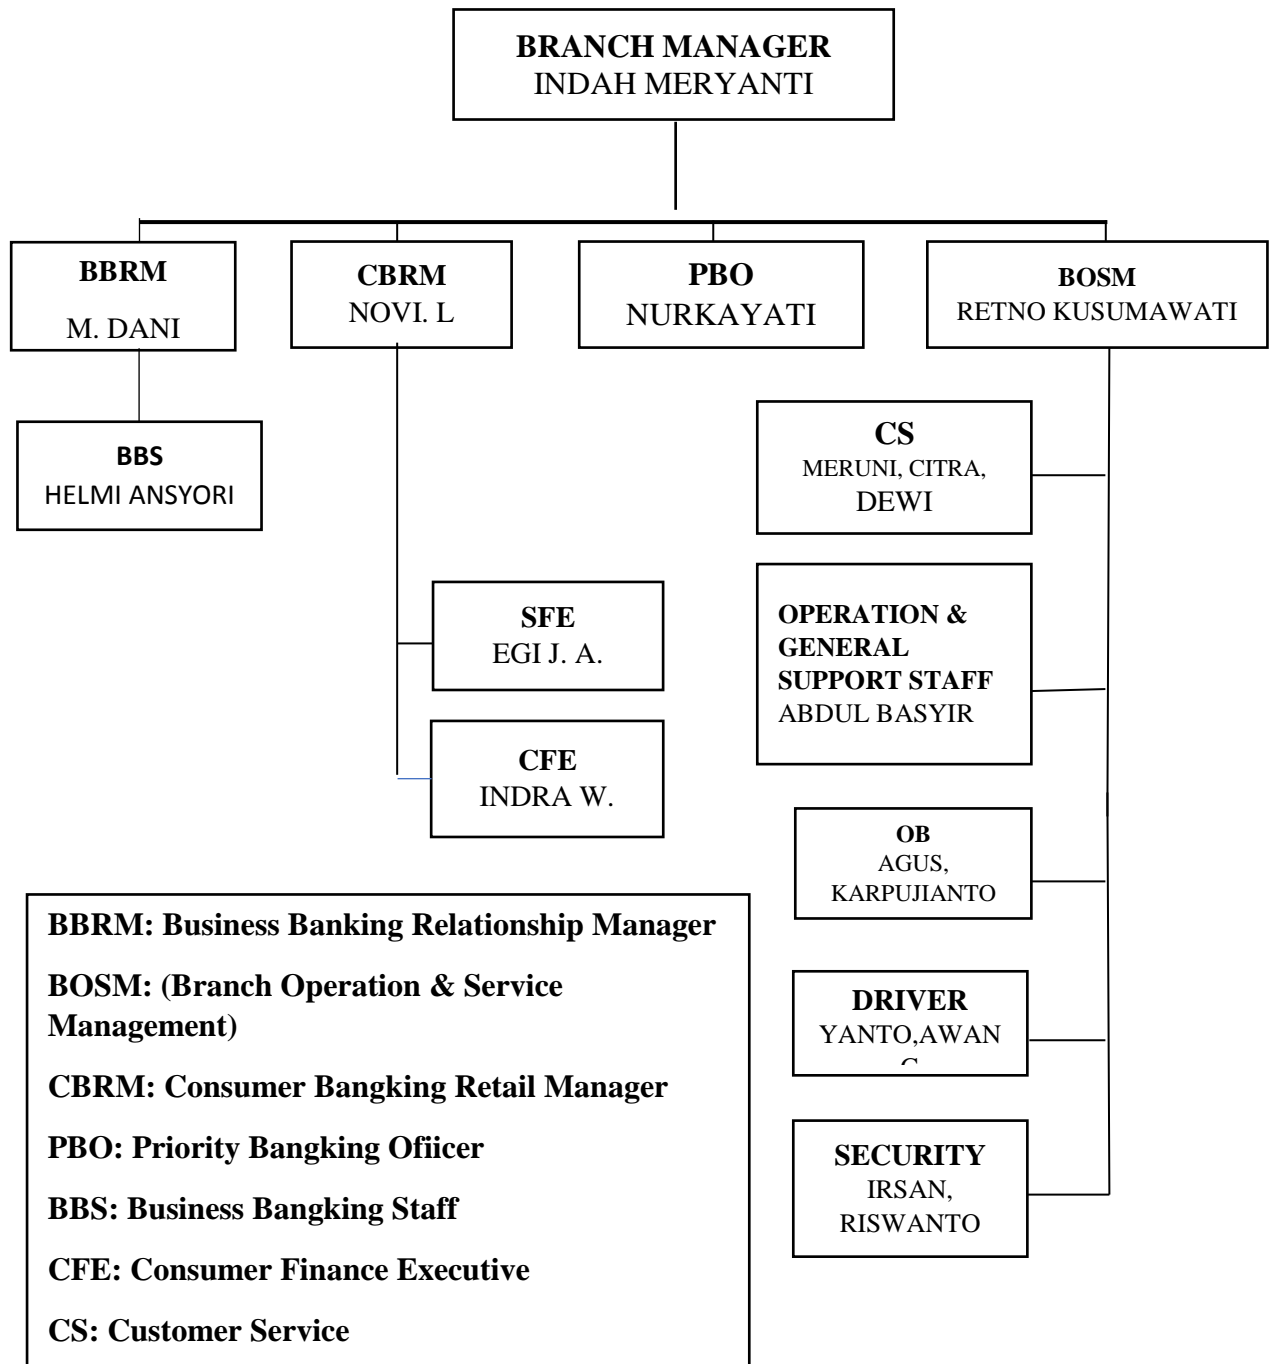 BRANCH MANAGER
INDAH MERYANTI
BBRM
M. DANI
CBRM
NOVI. L
PBO
NURKAYATI
BOSM
RETNO KUSUMAWATI
BBS
HELMI ANSYORI
CS
MERUNI, CITRA,
DEWI
OPERATION &
GENERAL
SUPPORT STAFF
ABDUL BASYIR
SFE
EGI J. A.
CFE
INDRA W.
OB
AGUS,
KARPUJIANTO
DRIVER
YANTO,AWAN
SECURITY
IRSAN,
RISWANTO
BBRM: Business Banking Relationship Manager
BOSM: (Branch Operation & Service
Management)
CBRM: Consumer Bangking Retail Manager
PBO: Priority Bangking Ofiicer
BBS: Business Bangking Staff
CFE: Consumer Finance Executive
CS: Customer Service